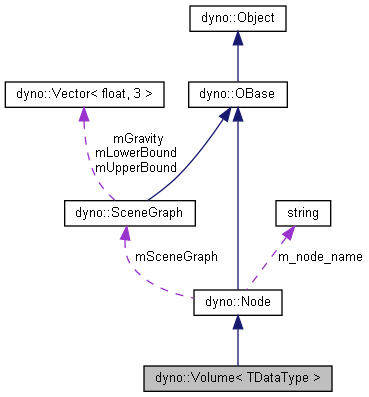 dyno::Object
dyno::Vector< float, 3 >
dyno::OBase
mGravity
mLowerBound
mUpperBound
dyno::SceneGraph
string
mSceneGraph
m_node_name
dyno::Node
dyno::Volume< TDataType >